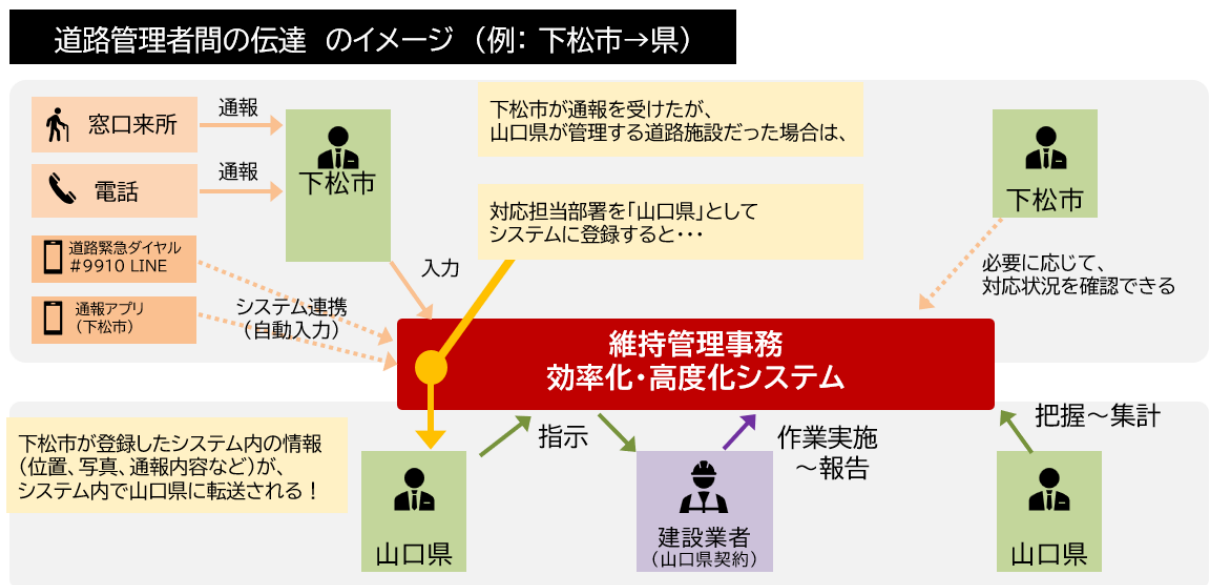 道路管理者間の伝達 のイメージ (例: 下松市→県)
窓口来所
通報
電話
通報
道路緊急ダイヤル
#9910 LINE
通報アプリ
(下松市)
下松市
入力
システム連携
(自動入力)
下松市が通報を受けたが、
山口県が管理する道路施設だった場合は、
対応担当部署を「山口県」として
システムに登録すると・・・
下松市
必要に応じて、
対応状況を確認できる
維持管理事務
効率化・高度化システム
下松市が登録したシステム内の情報
(位置、写真、通報内容など)が、
システム内で山口県に転送される!
山口県
指示
建設業者
(山口県契約)
作業実施
~報告
把握~集計
山口県